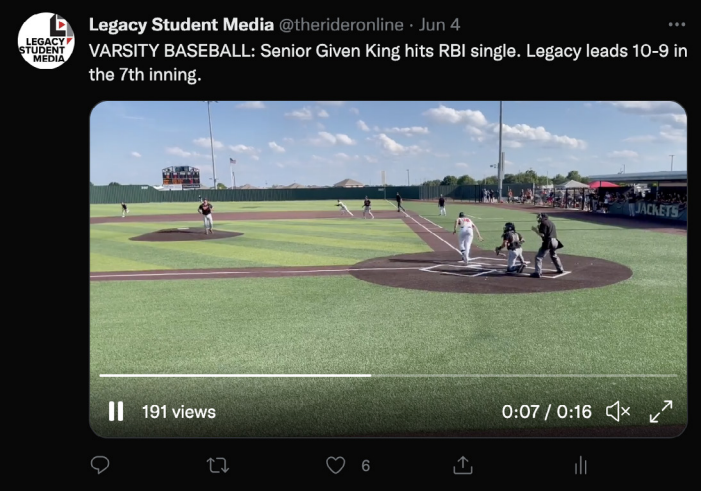 Legacy Student Media @therideronline · Jun 4
LEGACY
STUDENT
MEDIA
VARSITY BASEBALL: Senior Given King hits RBI single. Legacy leads 10-9 in
the 7th inning.
JACKETS
191 views 0:07 / 0:16
6